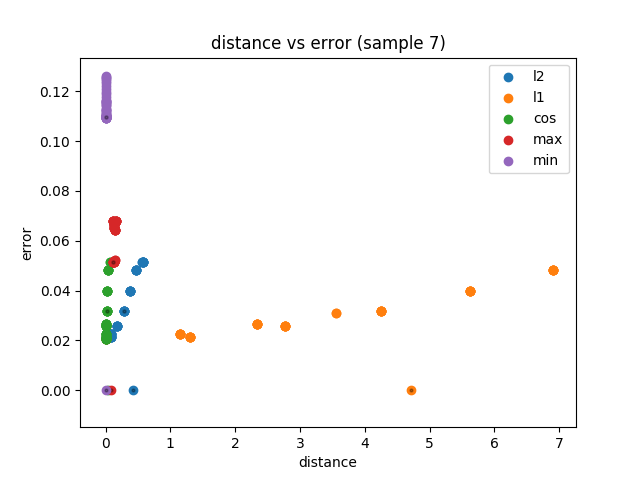 distance vs error (sample 7)
l2
l1
cos
max
min
0.12
0.10
0.08
0.06
0.04
0.02
0.00
error
0 1 2 3 4 5 6 7
distance